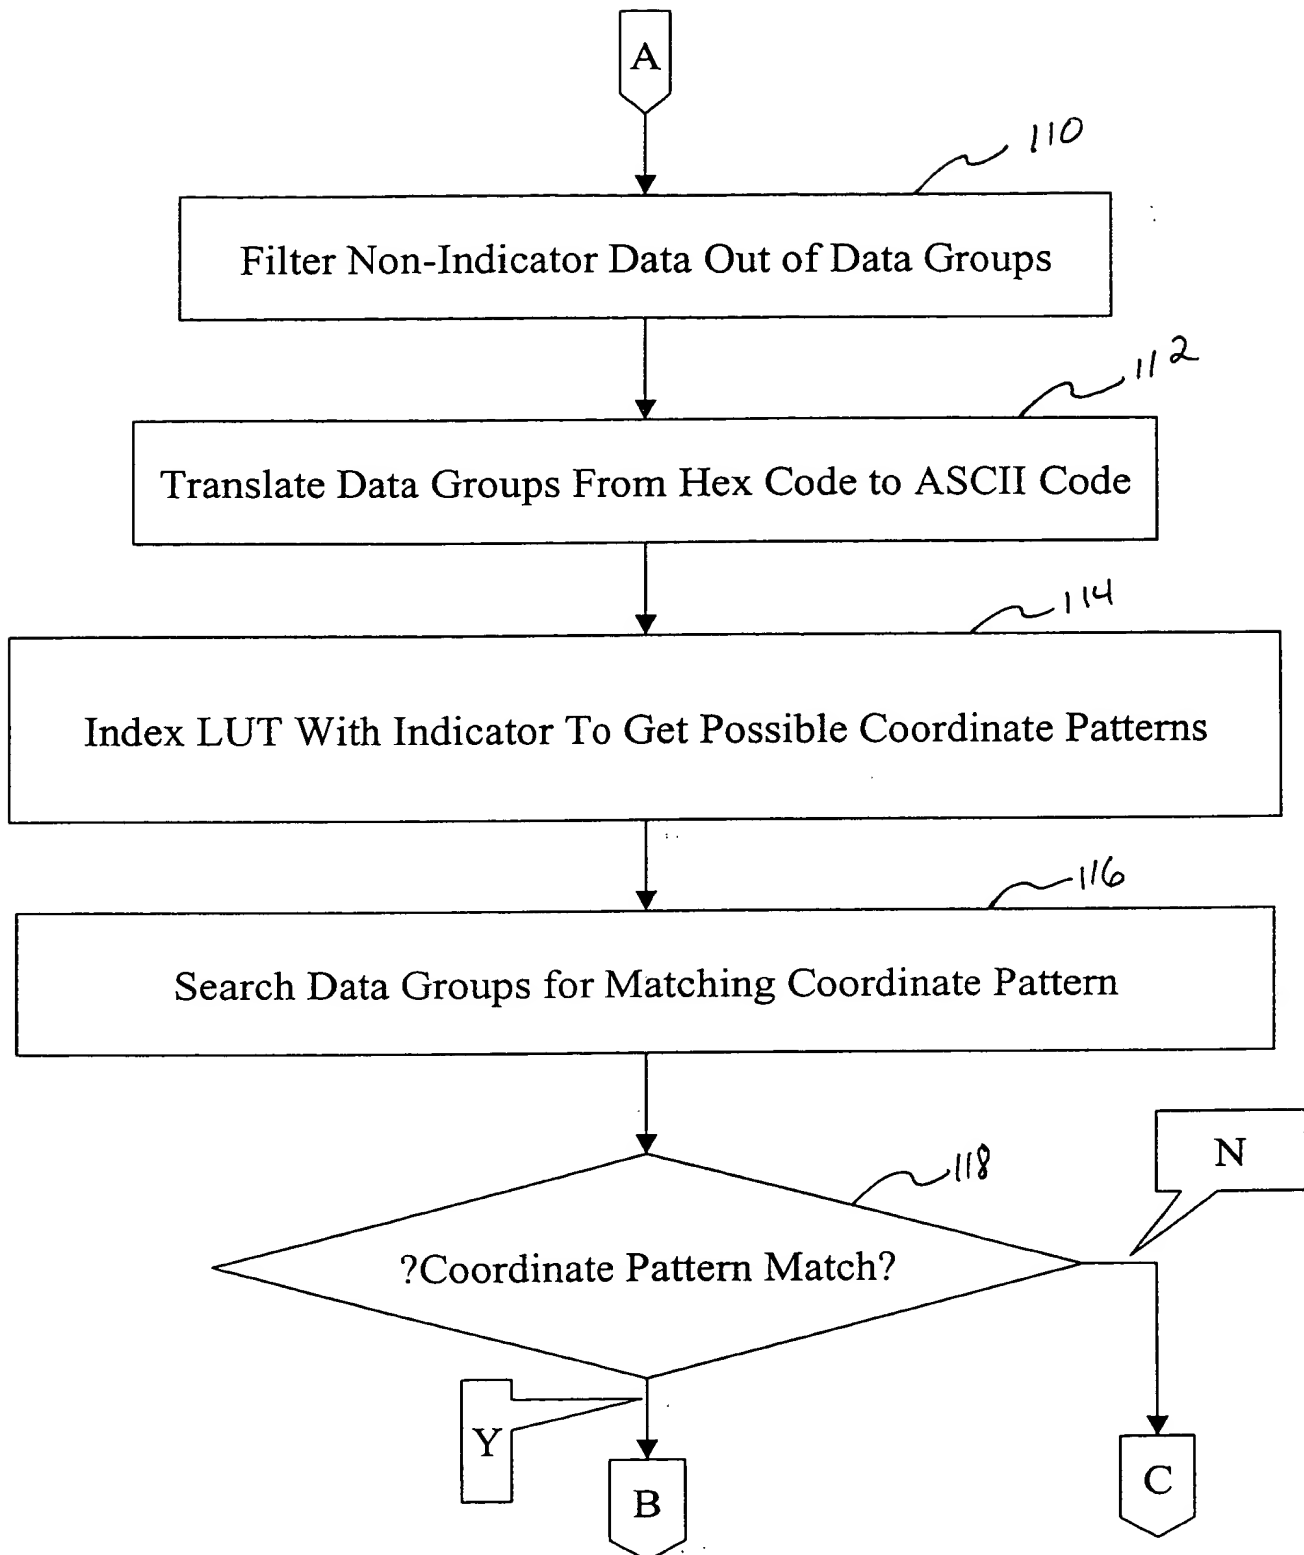 A
110
Filter Non-Indicator Data Out of Data Groups
112
Translate Data Groups From Hex Code to ASCII Code
114
Index LUT With Indicator To Get Possible Coordinate Patterns
116
Search Data Groups for Matching Coordinate Pattern
N
118
?Coordinate Pattern Match?
Y
B
C